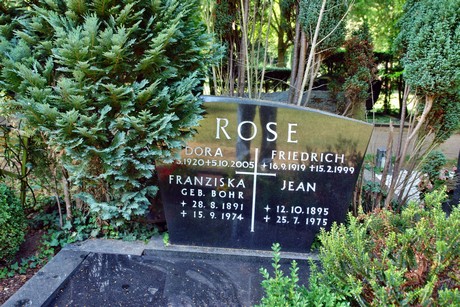 ROSE
DORA FRIEDRICH
.1920 +5.10.2005 * 16.9.1919 +15.2.1999
FRANZISKA JEAN
GEB. BOHR
* 28. 8. 1891 * 12.10.1895
+ 15. 9. 1974 + 25. 7. 1975